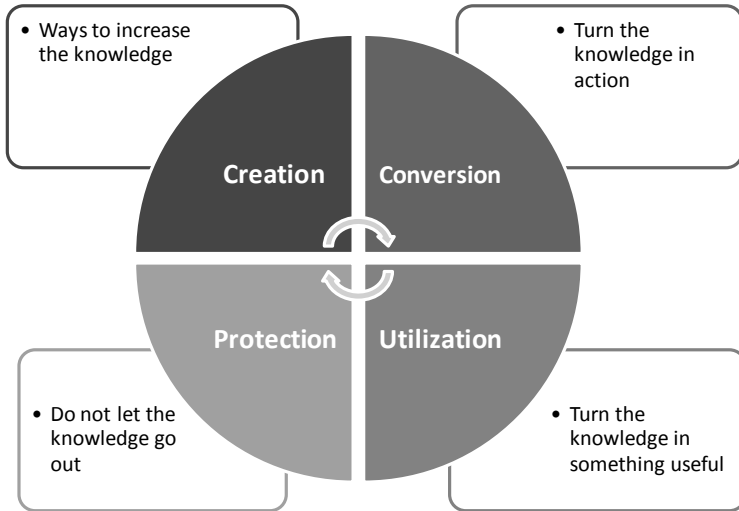 • Ways to increase
the knowledge
• Turn the
knowledge in
action
Creation
Conversion
Protection
Utilization
• Do not let the
knowledge go
out
• Turn the
knowledge in
something useful